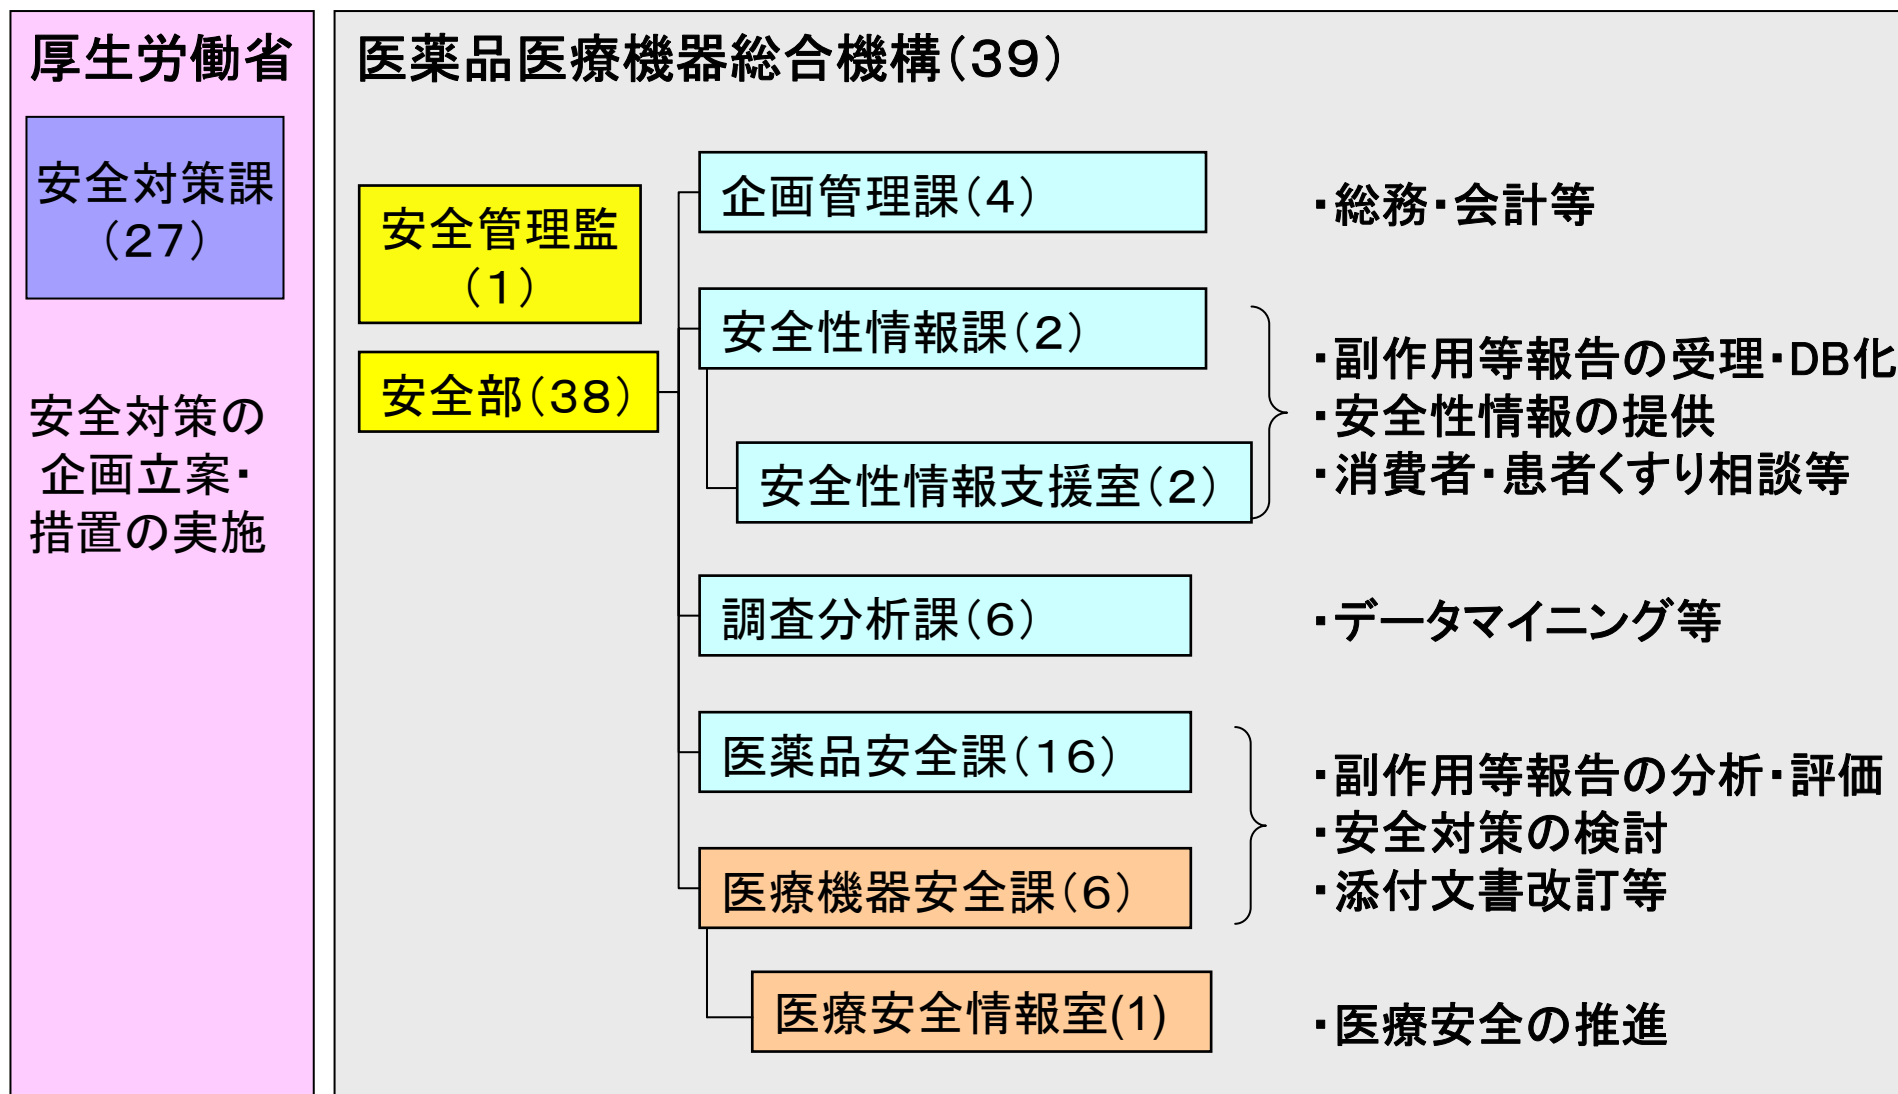 厚生労働省
安全対策課
（27）
安全対策の
企画立案・
措置の実施
医薬品医療機器総合機構（39）
安全管理監
（1）
安全部（38）
企画管理課（4）
・総務・会計等
安全性情報課（2）
安全性情報支援室（2）
・副作用等報告の受理・DB化
・安全性情報の提供
・消費者・患者くすり相談等
調査分析課（6）
・データマイニング等
医薬品安全課（16）
医療機器安全課（6）
・副作用等報告の分析・評価
・安全対策の検討
・添付文書改訂等
医療安全情報室(1)
・医療安全の推進